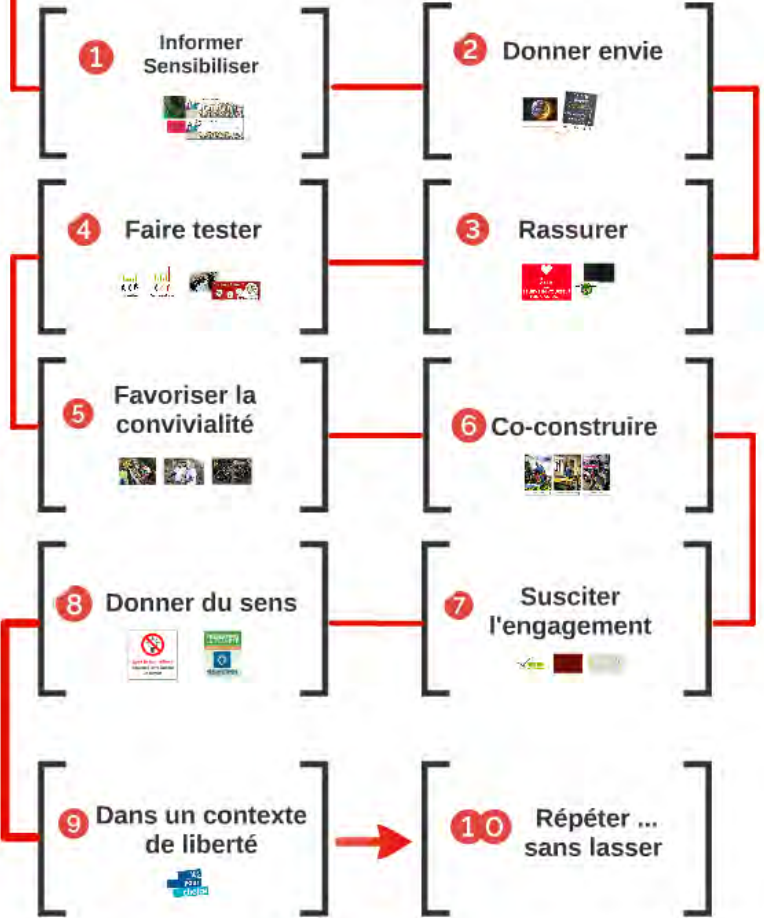 1
Informer
Sensibiliser
2
Donner envie
3
Rassurer
4
Faire tester
5
Favoriser la
convivialité
6
Co-construire
7
Susciter
l'engagement
8
Donner du sens
9
Dans un contexte
de liberté
10
Répéter ...
sans lasser